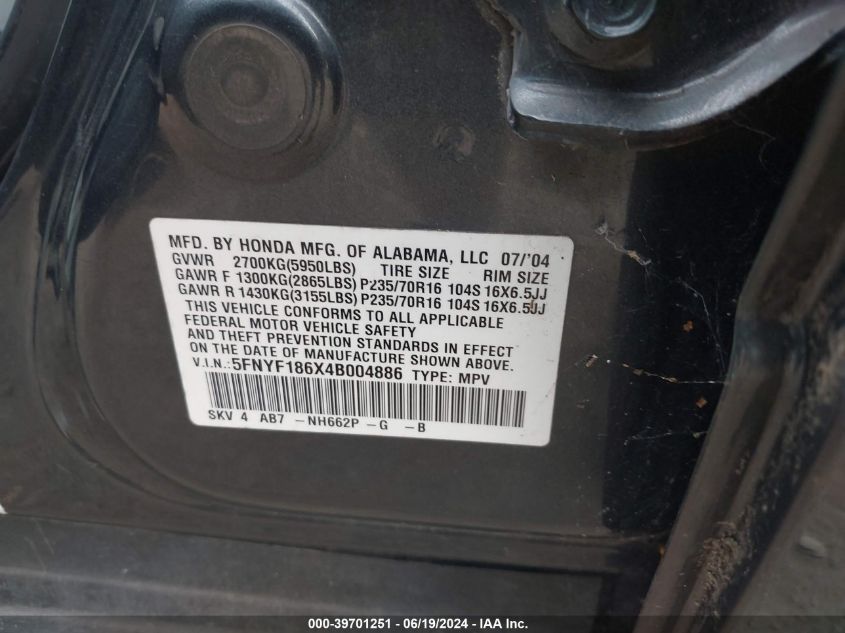 MFD. BY HONDA MFG. OF ALABAMA, LLC 07/'04
GVWR 2700KG(5950LBS) TIRE SIZE RIM SIZE
GAWR F 1300KG(2865LBS) P235/70R16 104S 16X6.5JJ
GAWR R 1430KG(3155LBS) P235/70R16 104S 16X6.5JJ
THIS VEHICLE CONFORMS TO ALL APPLICABLE
FEDERAL MOTOR VEHICLE SAFETY
AND THEFT PREVENTION STANDARDS IN EFFECT
ON THE DATE OF MANUFACTURE SHOWN ABOVE.
V.I.N.: 5FNYF186X4B004886 TYPE: MPV
SKV 4 AB7 -NH662P -G -B
000-39701251 - 06/19/2024 - IAA Inc.